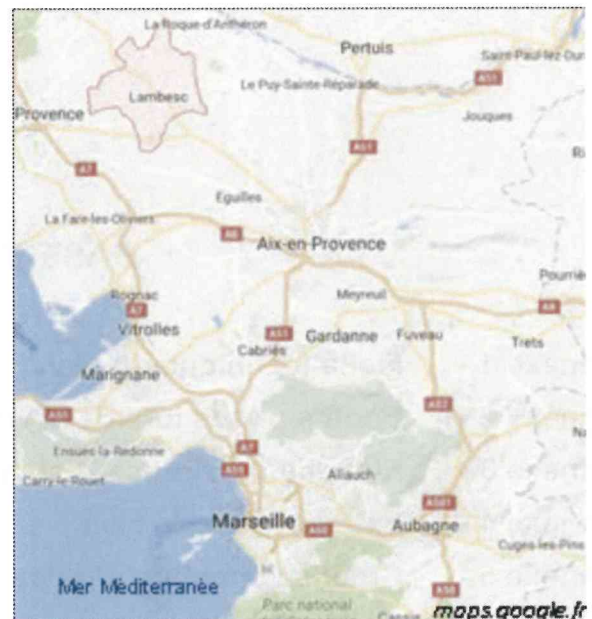 La Roque-d'Anthéron
Pertuis
Saint-Paul-lez-Dur
A51
Le Puy-Sainte-Réparade
Lambesc
Provence
Jouques
A51
A7
Eguilles
La Fare-les-Oliviers
A8
Aix-en-Provence
Pourriè
Meyreuil
Rognac
A8
A7
Vitrolles
A51
Gardanne
Fuveau
Trets
Cabriès
Marignane
A52
A55
Ensuès-la-Redonne
A7
A55
Allauch
Carry-le-Rouet
A501
Marseille
A50
Aubagne
Cuges-les-Pins
Mer Méditerranée
A50
Parc national
maps.google.fr